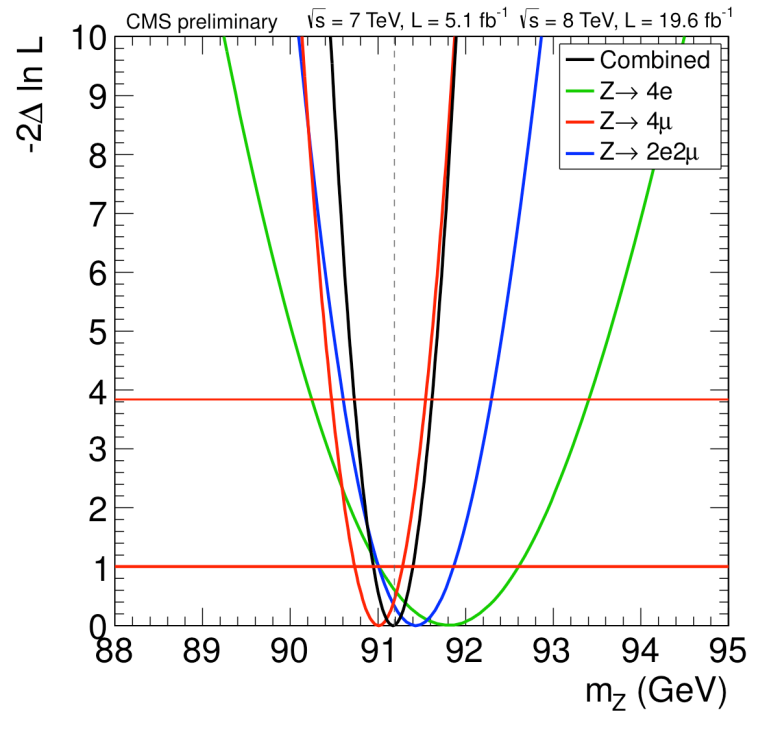 CMS preliminary √s = 7 TeV, L = 5.1 fb⁻¹ √s = 8 TeV, L = 19.6 fb⁻¹
-2Δ ln L
10
9
8
7
6
5
4
3
2
1
0
Combined
Z→ 4e
Z→ 4μ
Z→ 2e2μ
88 89 90 91 92 93 94 95
m_Z (GeV)